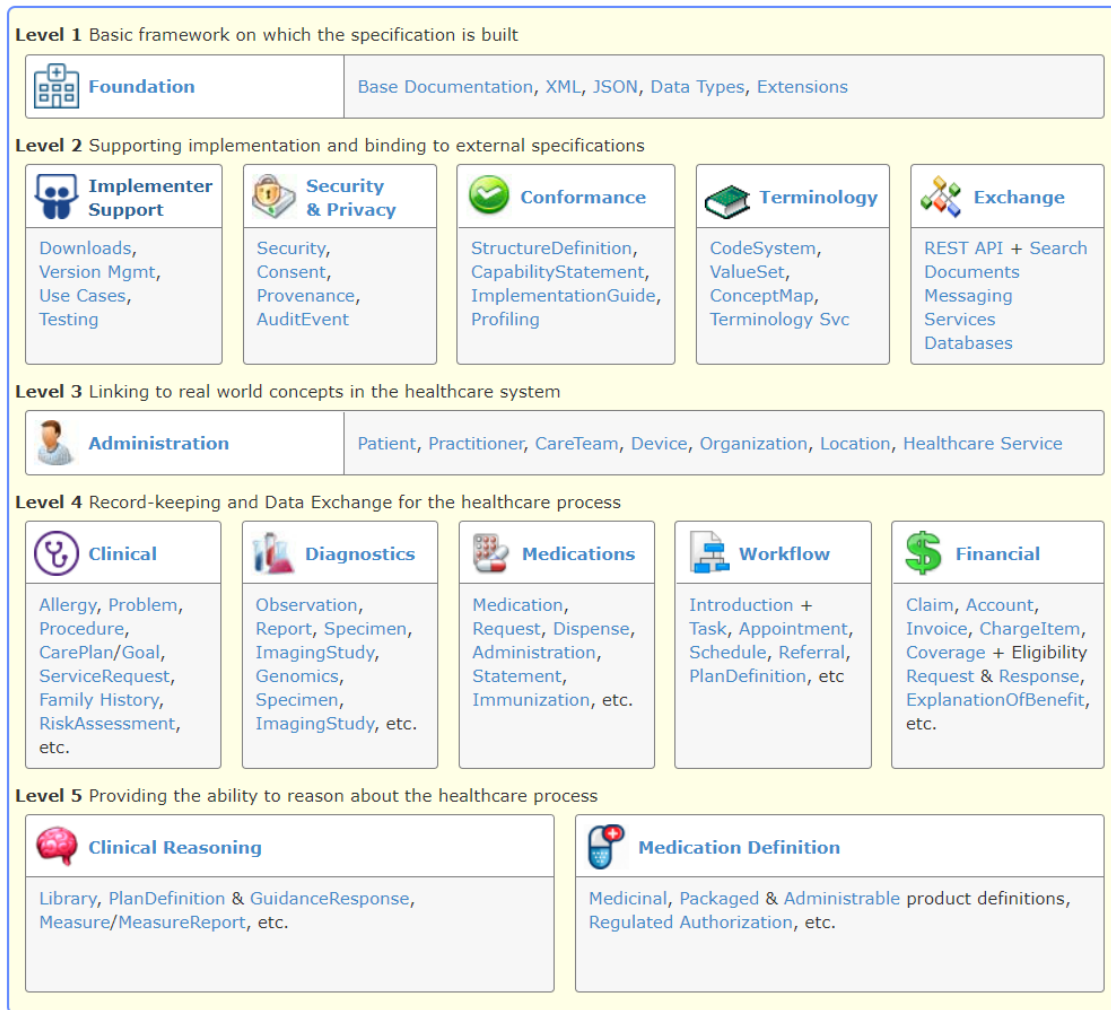 Level 1 Basic framework on which the specification is built
Foundation
Base Documentation, XML, JSON, Data Types, Extensions
Level 2 Supporting implementation and binding to external specifications
Implementer
Support
Downloads,
Version Mgmt,
Use Cases,
Testing
Security
& Privacy
Security,
Consent,
Provenance,
AuditEvent
Conformance
StructureDefinition,
CapabilityStatement,
ImplementationGuide,
Profiling
Terminology
CodeSystem,
ValueSet,
ConceptMap,
Terminology Svc
Exchange
REST API + Search
Documents
Messaging
Services
Databases
Level 3 Linking to real world concepts in the healthcare system
Administration
Patient, Practitioner, CareTeam, Device, Organization, Location, Healthcare Service
Level 4 Record-keeping and Data Exchange for the healthcare process
Clinical
Allergy, Problem,
Procedure,
CarePlan/Goal,
ServiceRequest,
Family History,
RiskAssessment,
etc.
Diagnostics
Observation,
Report, Specimen,
ImagingStudy,
Genomics,
Specimen,
ImagingStudy, etc.
Medications
Medication,
Request, Dispense,
Administration,
Statement,
Immunization, etc.
Workflow
Introduction +
Task, Appointment,
Schedule, Referral,
PlanDefinition, etc
Financial
Claim, Account,
Invoice, ChargeItem,
Coverage + Eligibility
Request & Response,
ExplanationOfBenefit,
etc.
Level 5 Providing the ability to reason about the healthcare process
Clinical Reasoning
Library, PlanDefinition & GuidanceResponse,
Measure/MeasureReport, etc.
Medication Definition
Medicinal, Packaged & Administrable product definitions,
Regulated Authorization, etc.